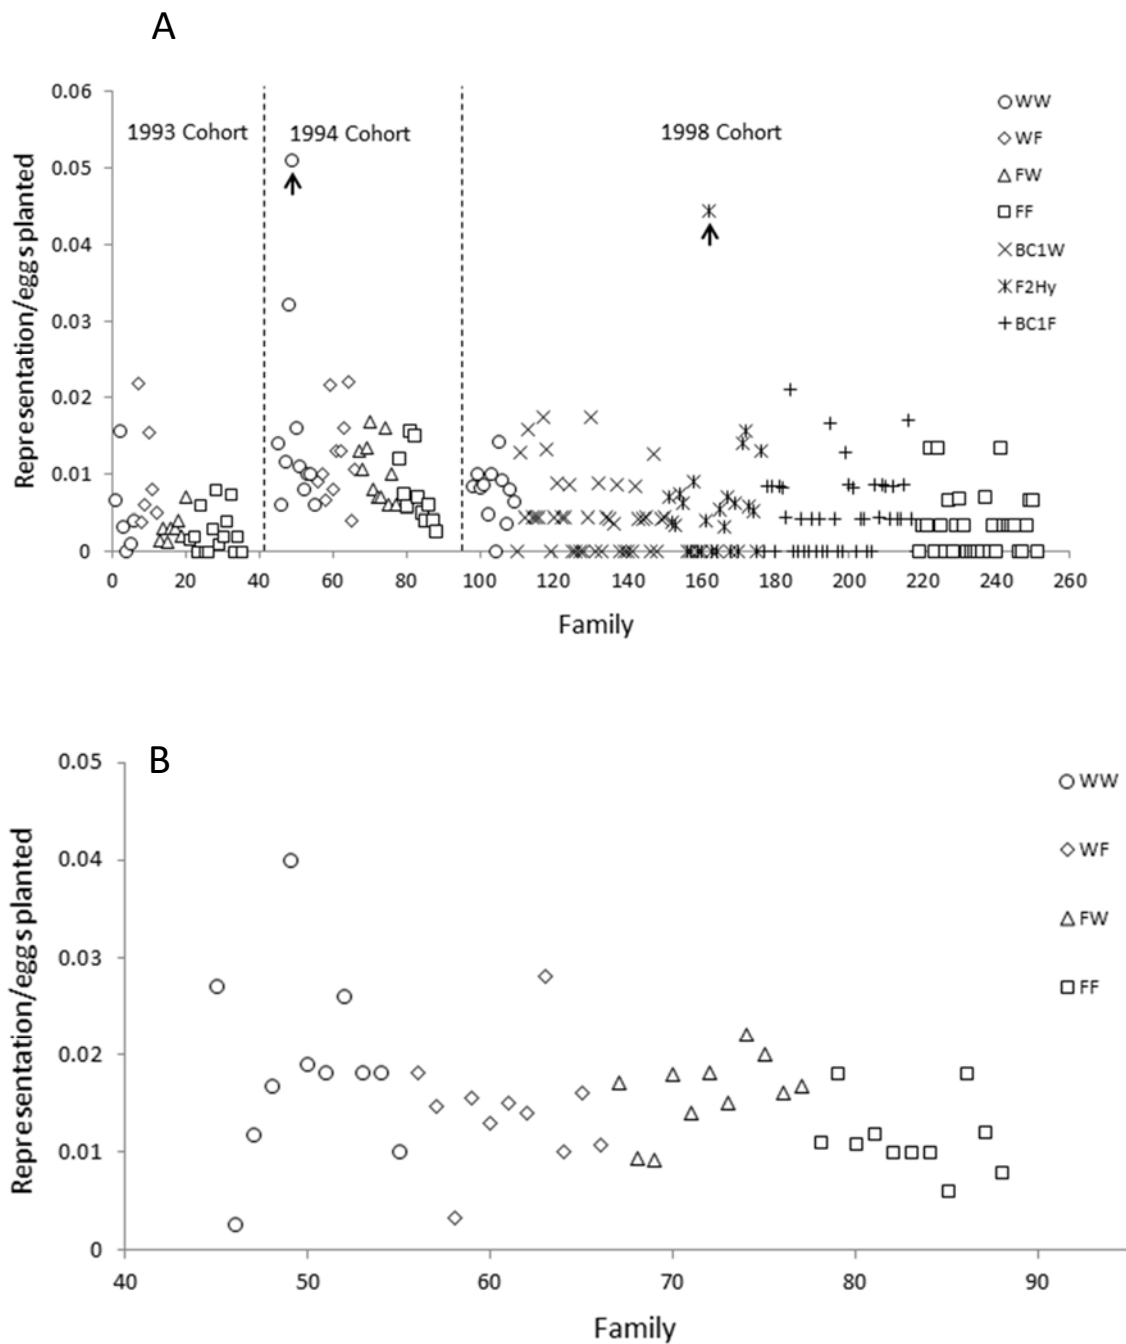 A
0.06
0.05
0.04
0.03
0.02
0.01
0
Representation/eggs planted
1993 Cohort
1994 Cohort
1998 Cohort
WW
WF
FW
FF
BC1W
F2Hy
BC1F
0 20 40 60 80 100 120 140 160 180 200 220 240 260
Family
B
0.05
0.04
0.03
0.02
0.01
0
Representation/eggs planted
WW
WF
FW
FF
40 50 60 70 80 90
Family